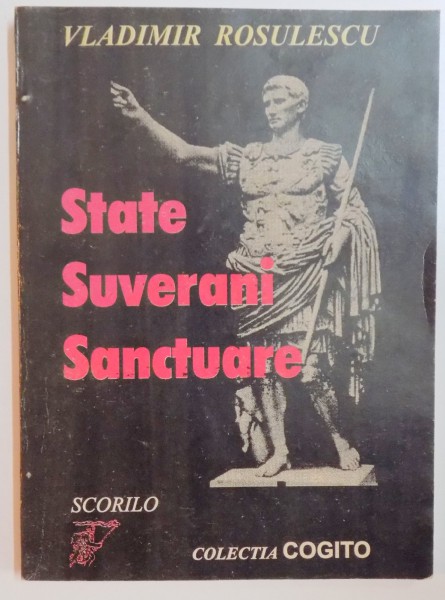 VLADIMIR ROSULESCU
State
Suverani
Sanctuare
SCORILO
COLECTIA COGITO